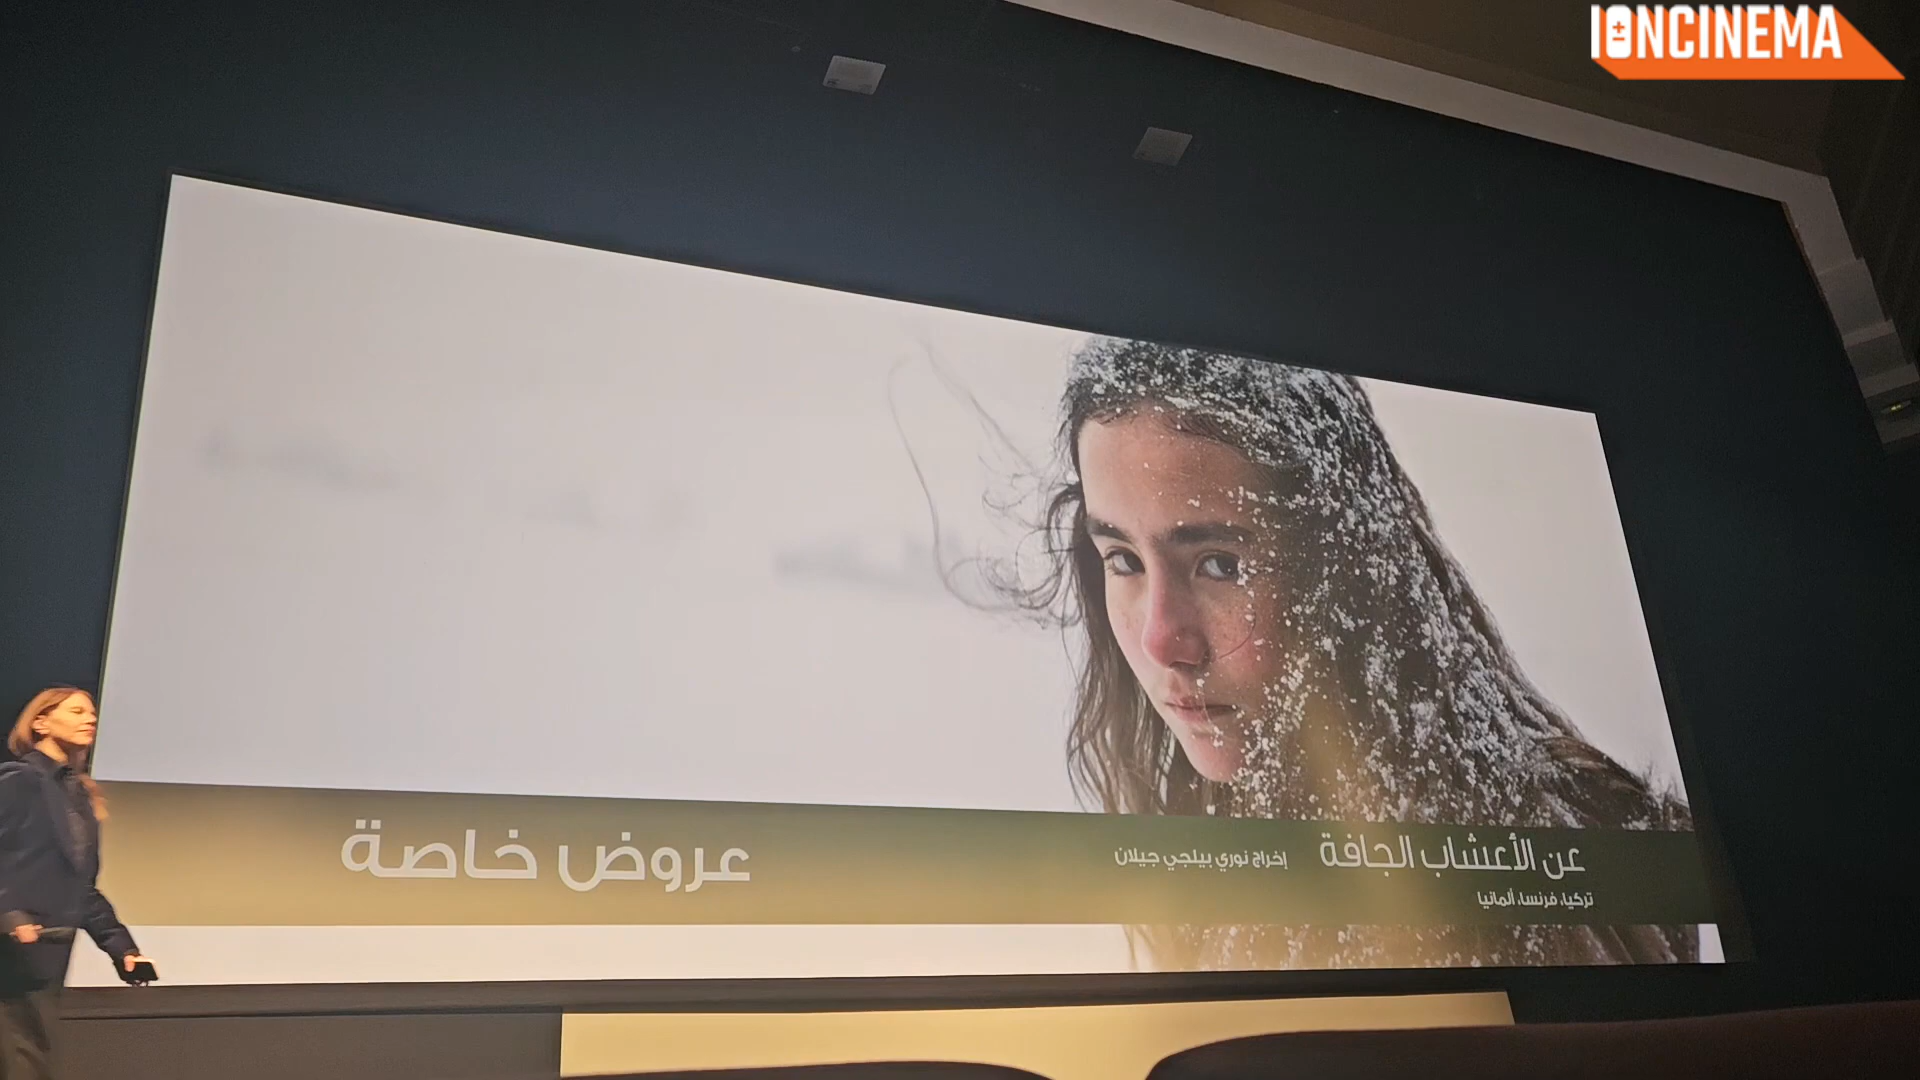 IONCINEMA
عن الأعشاب الجافة إخراج نوري بيلجي جيلان
تركيا، فرنسا، ألمانيا
عروض خاصة